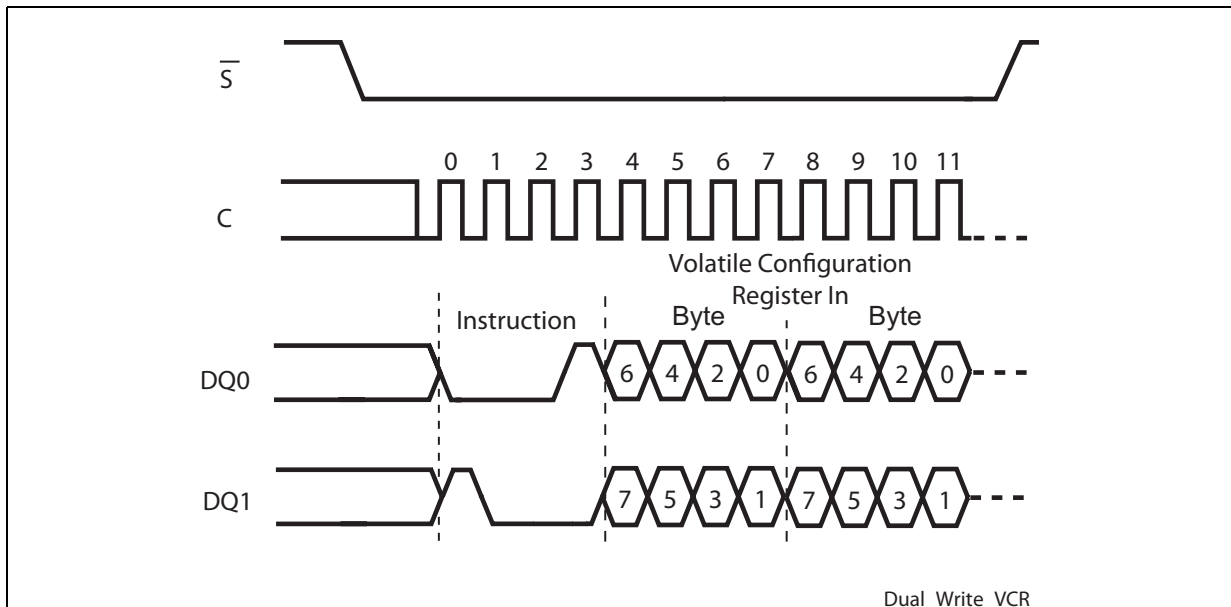 S
0 1 2 3 4 5 6 7 8 9 10 11
C
Volatile Configuration
Register In
Instruction Byte Byte
DQ0 6 4 2 0 6 4 2 0
DQ1 7 5 3 1 7 5 3 1
Dual Write VCR